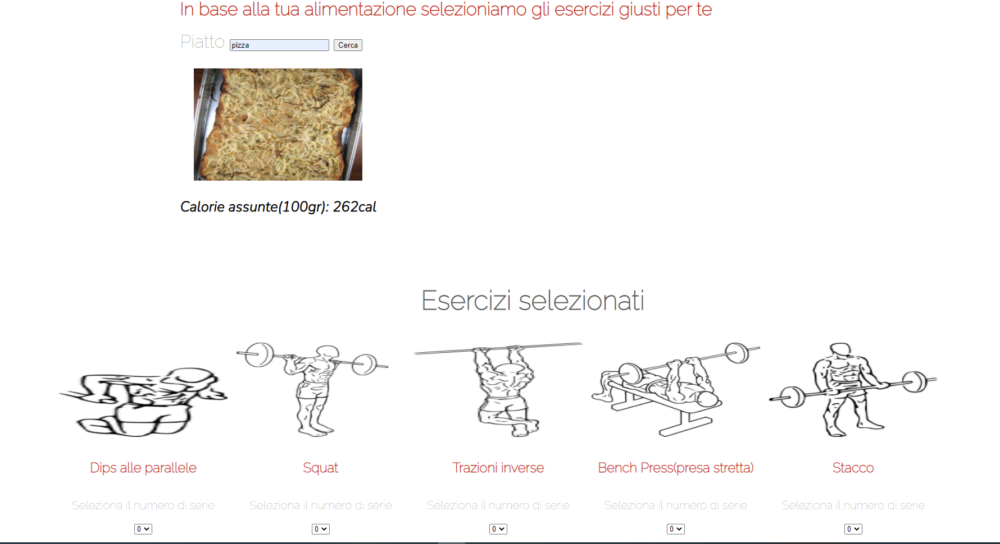 In base alla tua alimentazione selezioniamo gli esercizi giusti per te
Piatto pizza Cerca
Calorie assunte(100gr): 262cal
Esercizi selezionati
Dips alle parallele Squat Trazioni inverse Bench Press(presa stretta) Stacco
Seleziona il numero di serie Seleziona il numero di serie Seleziona il numero di serie Seleziona il numero di serie Seleziona il numero di serie
0 0 0 0 0